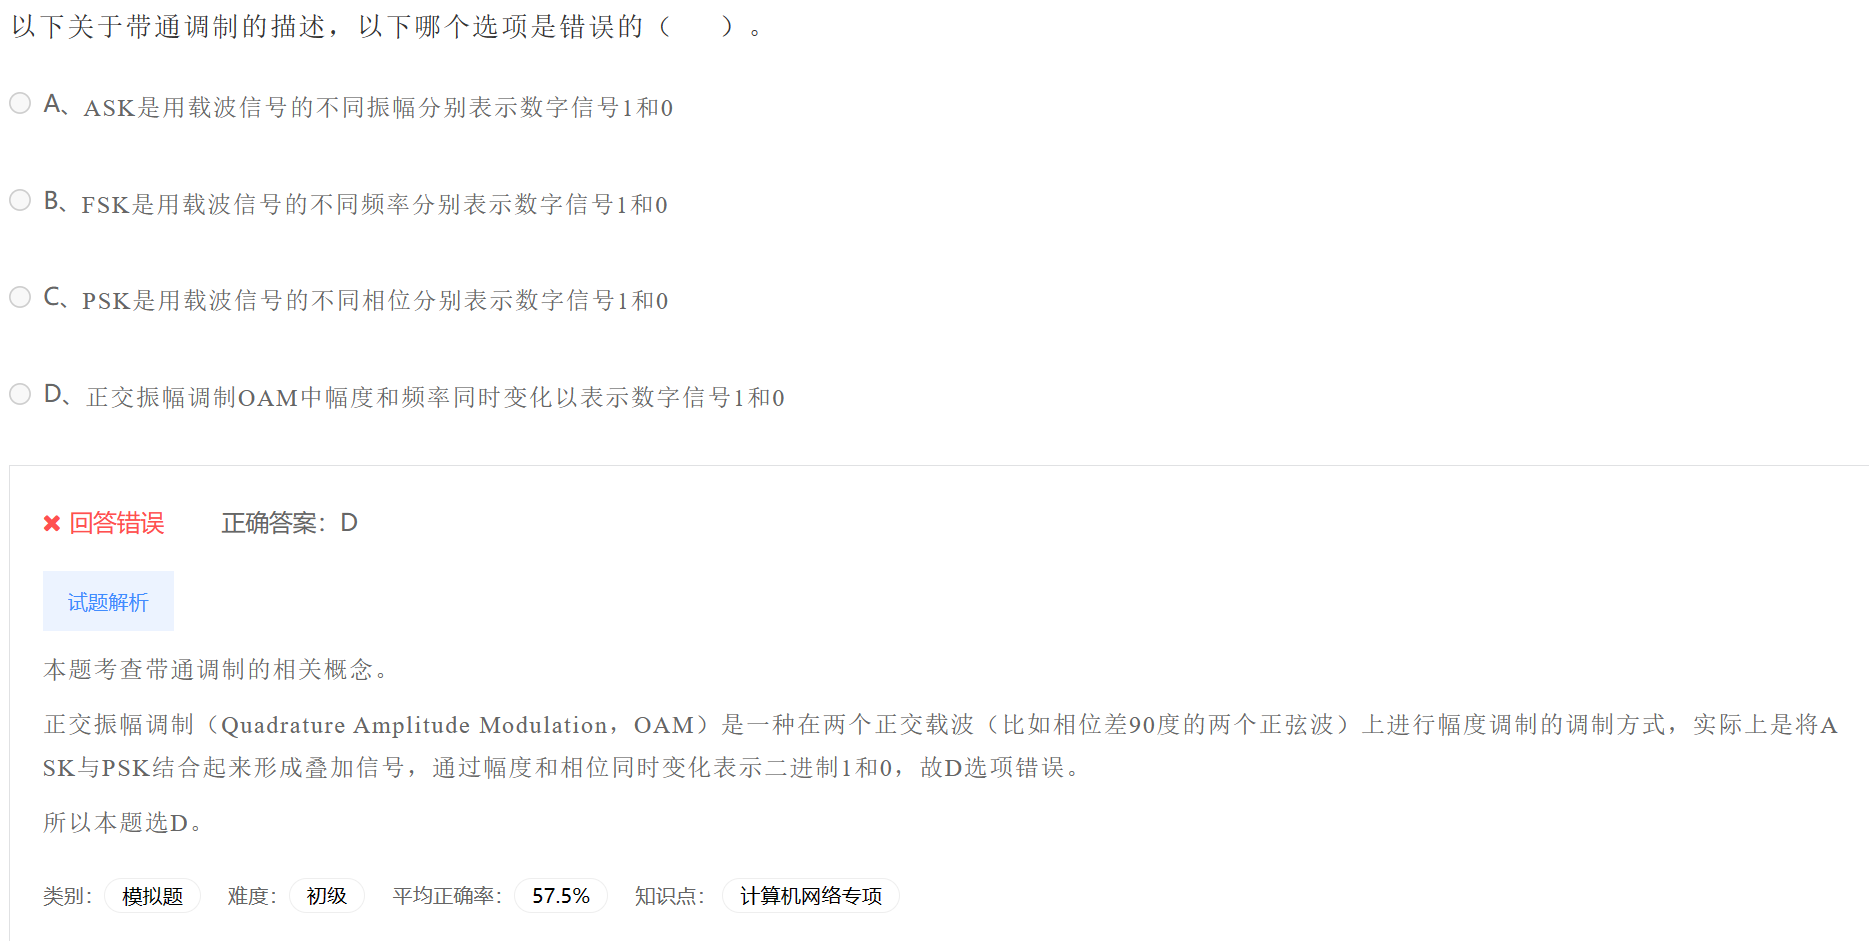 以下关于带通调制的描述，以下哪个选项是错误的（　　）。
A、ASK是用载波信号的不同振幅分别表示数字信号1和0
B、FSK是用载波信号的不同频率分别表示数字信号1和0
C、PSK是用载波信号的不同相位分别表示数字信号1和0
D、正交振幅调制OAM中幅度和频率同时变化以表示数字信号1和0
✖ 回答错误　正确答案：D
试题解析
本题考查带通调制的相关概念。
正交振幅调制（Quadrature Amplitude Modulation，OAM）是一种在两个正交载波（比如相位差90度的两个正弦波）上进行幅度调制的调制方式，实际上是将A
SK与PSK结合起来形成叠加信号，通过幅度和相位同时变化表示二进制1和0，故D选项错误。
所以本题选D。
类别： 模拟题 难度： 初级 平均正确率： 57.5% 知识点： 计算机网络专项